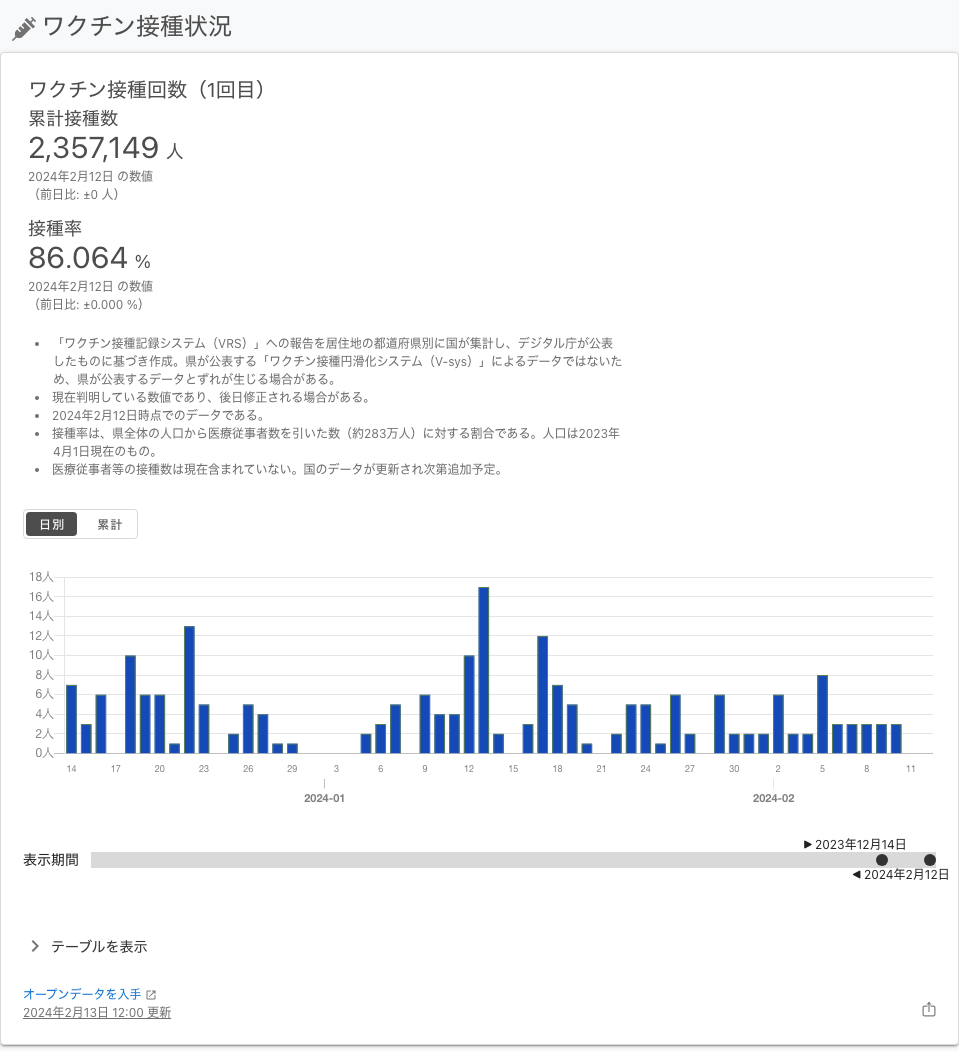 ワクチン接種状況
ワクチン接種回数（1回目）
累計接種数
2,357,149 人
2024年2月12日 の数値
（前日比: ±0 人）
接種率
86.064 %
2024年2月12日 の数値
（前日比: ±0.000 %）
• 「ワクチン接種記録システム（VRS）」への報告を居住地の都道府県別に国が集計し、デジタル庁が公表
したものに基づき作成。県が公表する「ワクチン接種円滑化システム（V-sys）」によるデータではないた
め、県が公表するデータとずれが生じる場合がある。
• 現在判明している数値であり、後日修正される場合がある。
• 2024年2月12日時点でのデータである。
• 接種率は、県全体の人口から医療従事者数を引いた数（約283万人）に対する割合である。人口は2023年
4月1日現在のもの。
• 医療従事者等の接種数は現在含まれていない。国のデータが更新され次第追加予定。
日別 累計
18人
16人
14人
12人
10人
8人
6人
4人
2人
0人
14 17 20 23 26 29 3 6 9 12 15 18 21 24 27 30 2 5 8 11
2024-01 2024-02
▶ 2023年12月14日
表示期間
◀ 2024年2月12日
テーブルを表示
オープンデータを入手
2024年2月13日 12:00 更新